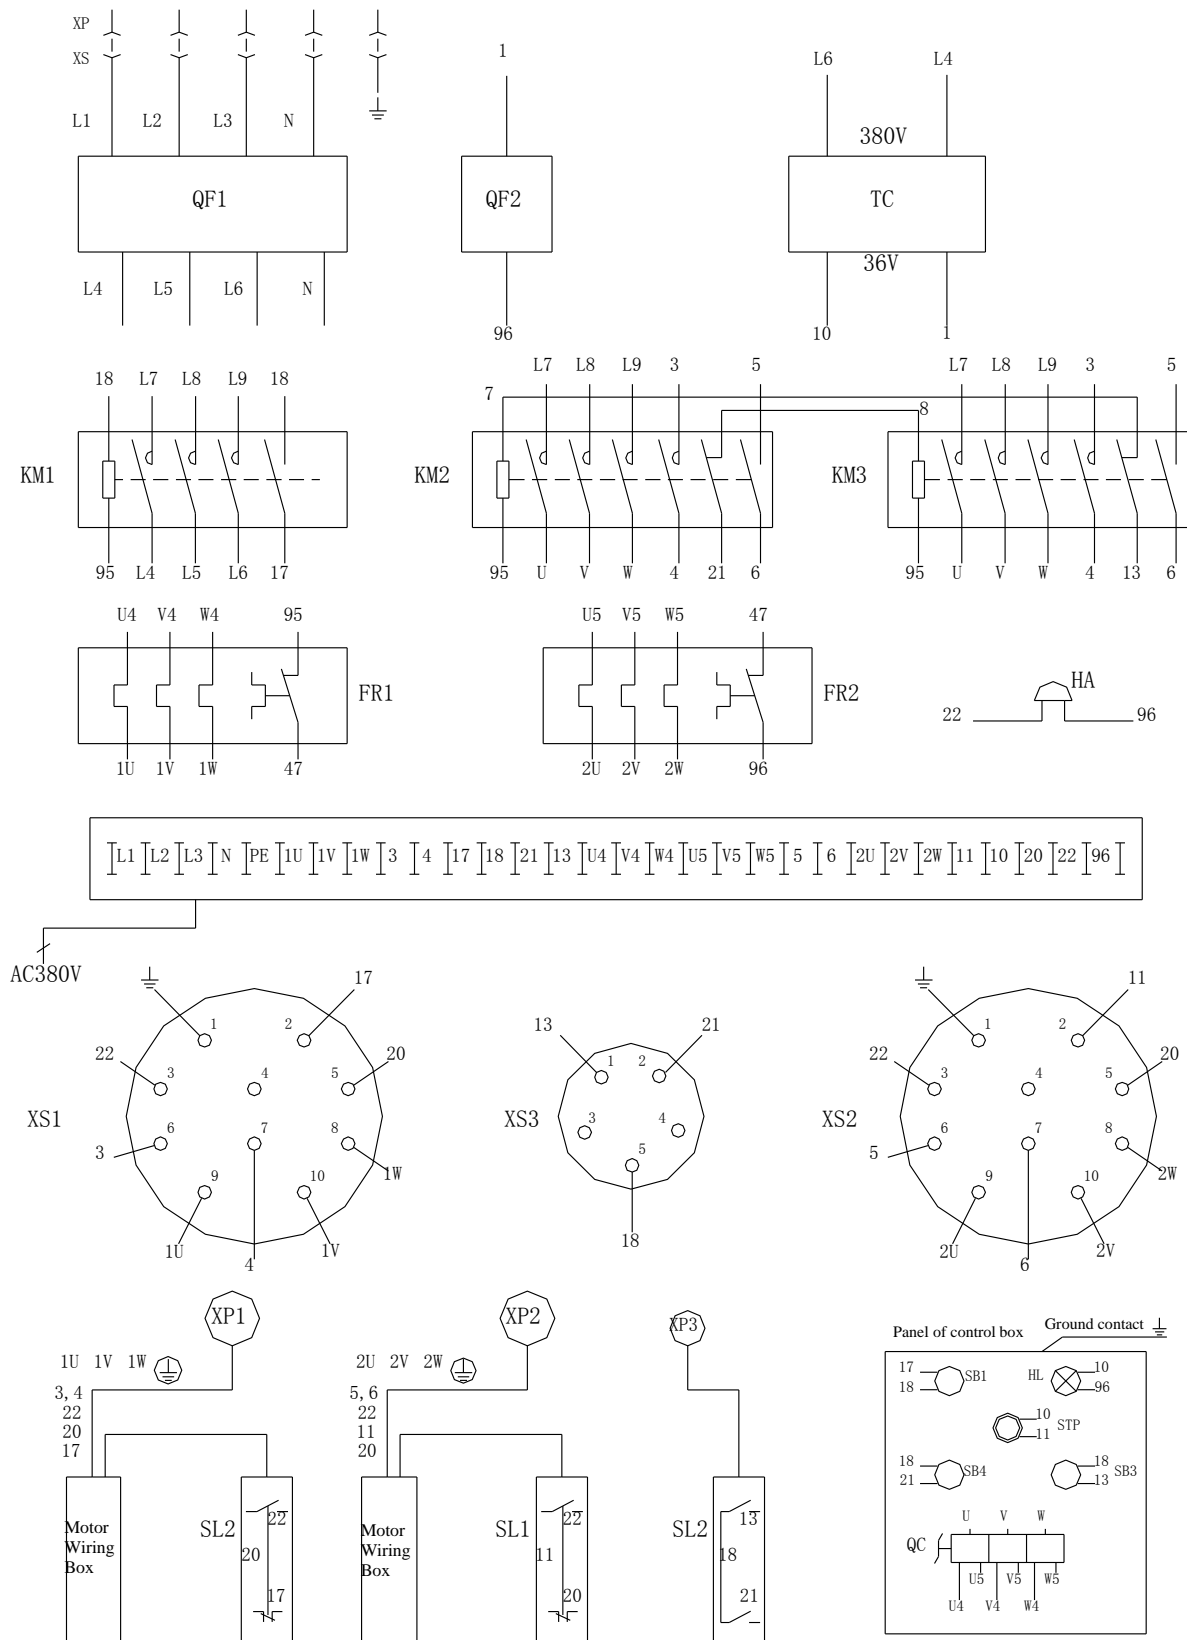 XP
XS
1
L6 L4
L1 L2 L3 N
380V
QF1 QF2 TC
36V
L4 L5 L6 N
96 10 1
18 L7 L8 L9 18
7 L7 L8 L9 3 5
8 L7 L8 L9 3 5
KM1 KM2 KM3
95 L4 L5 L6 17
95 U V W 4 21 6
95 U V W 4 13 6
U4 V4 W4 95
U5 V5 W5 47
FR1 FR2
HA
22 96
1U 1V 1W 47
2U 2V 2W 96
L1 L2 L3 N PE 1U 1V 1W 3 4 17 18 21 13 U4 V4 W4 U5 V5 W5 5 6 2U 2V 2W 11 10 20 22 96
AC380V
17
1 2
22 20
3 4 5
XS1
6 7 8
3 1W
9 10
1U 4 1V
13 21
1 2
XS3
3 4
5
18
11
1 2
22 20
3 4 5
XS2
6 7 8
5 2W
9 10
2U 6 2V
XP1 XP2 XP3
1U 1V 1W
3, 4
22
20
17
Motor
Wiring
Box
SL2
22
20
17
2U 2V 2W
5, 6
22
11
20
Motor
Wiring
Box
SL1
22
11
20
SL2
13
18
21
Panel of control box
Ground contact
17 SB1 HL 10
18 96
10 STP
11
18 SB4 18 SB3
21 13
U V W
QC
U5 V5 W5
U4 V4 W4